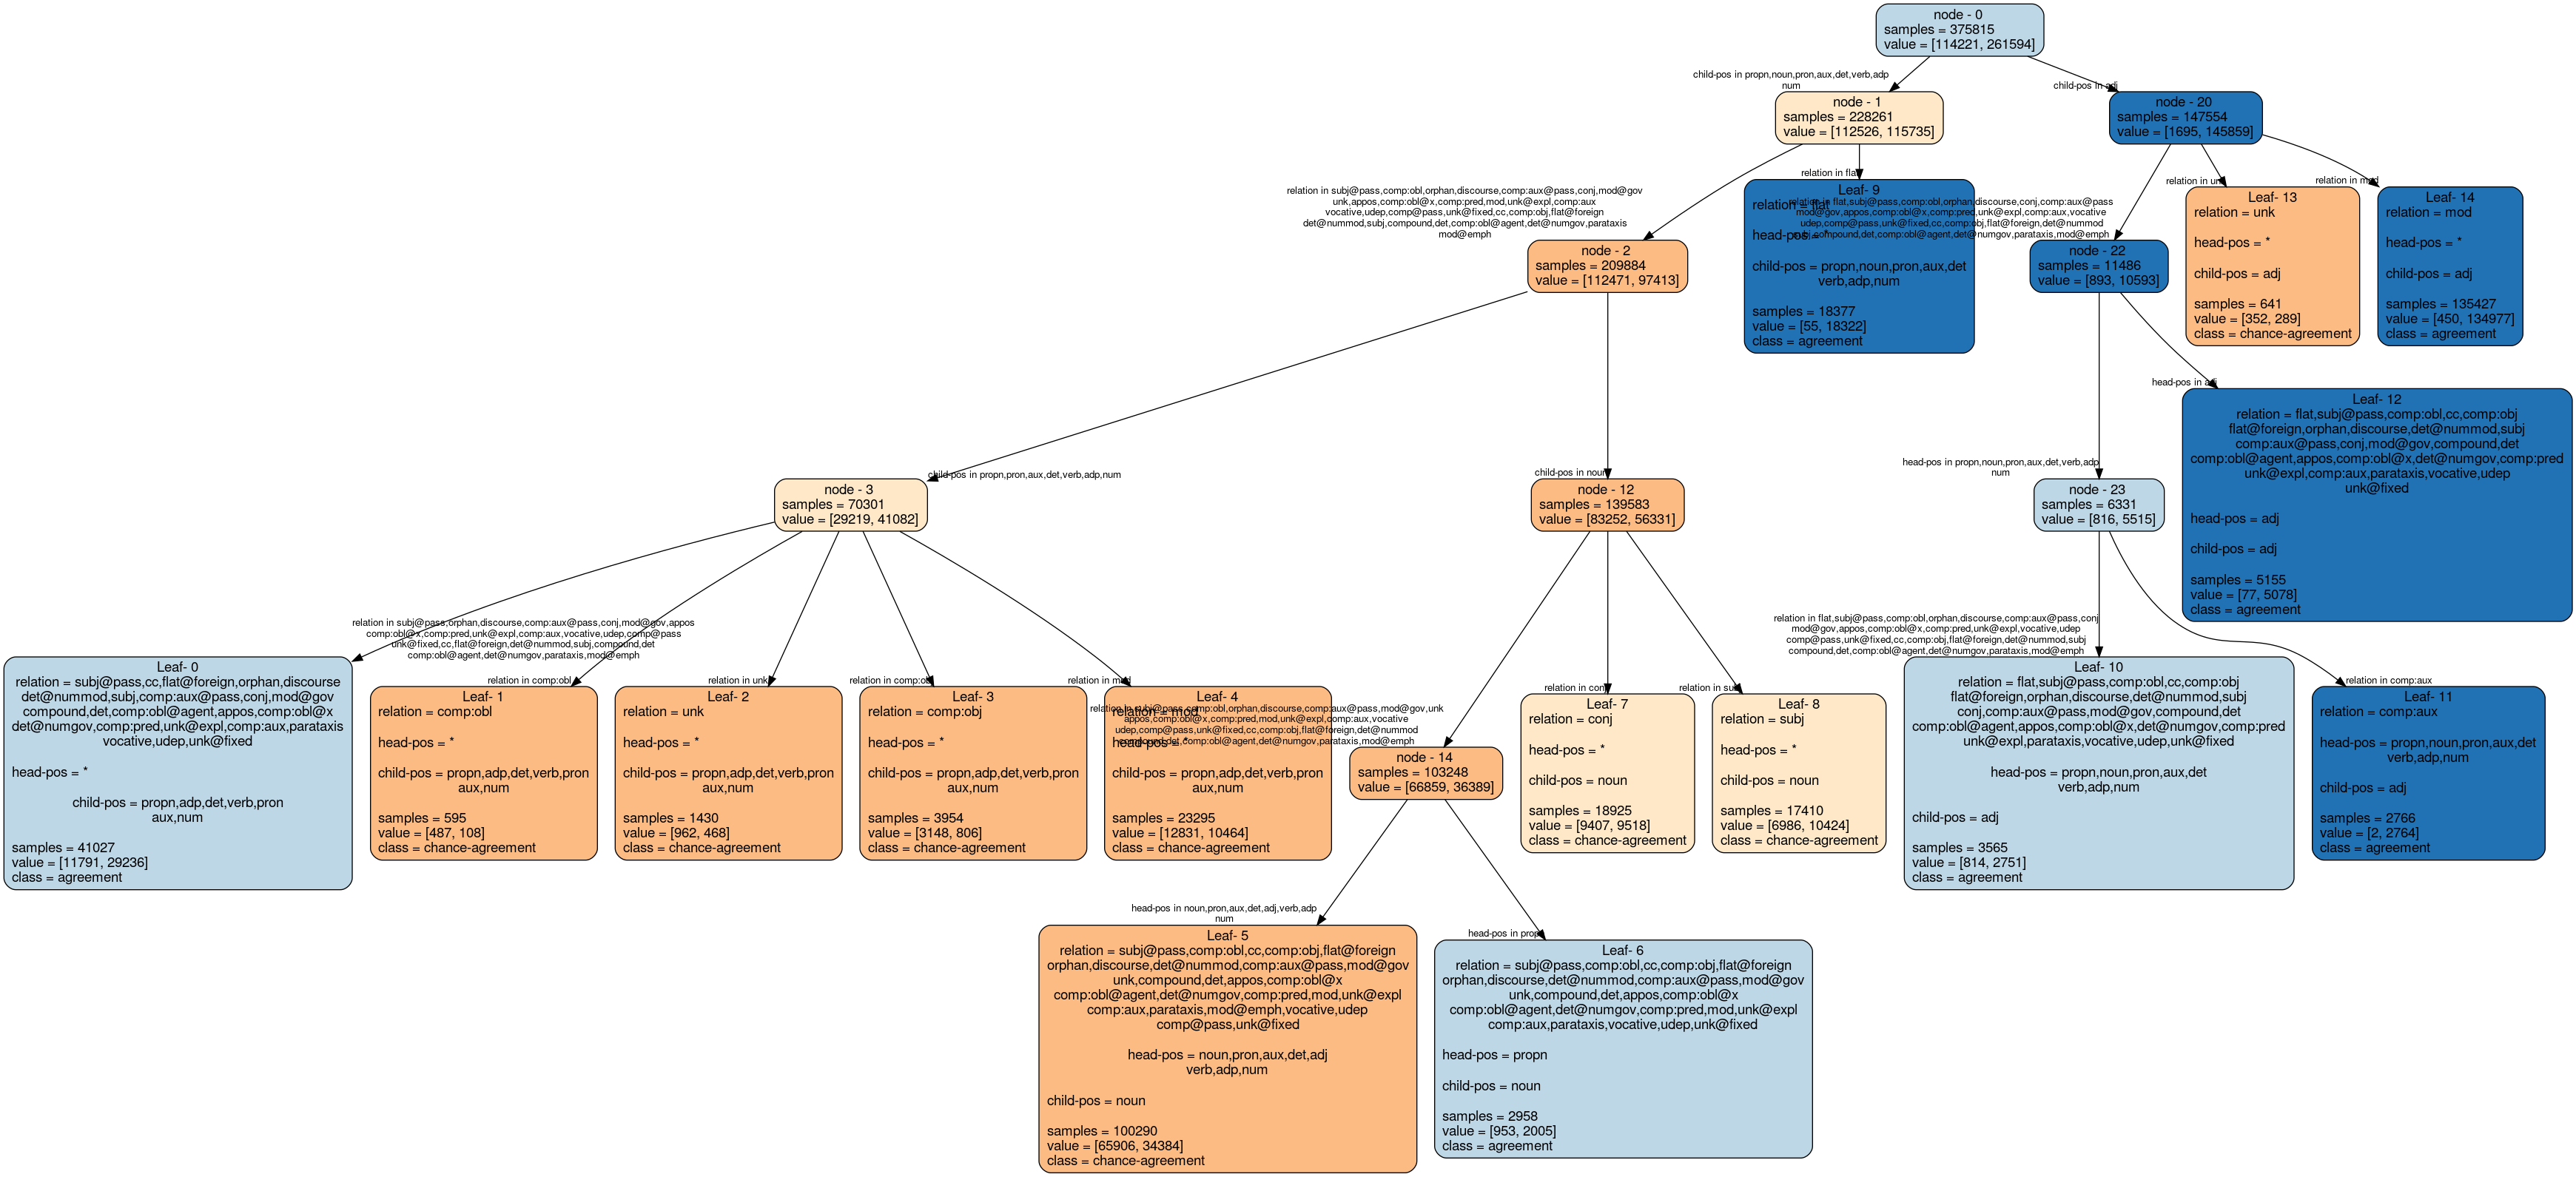 node - 0
samples = 375815
value = [114221, 261594]
child-pos in propn,noun,pron,aux,det,verb,adp
num
child-pos in adj
node - 1
samples = 228261
value = [112526, 115735]
node - 20
samples = 147554
value = [1695, 145859]
relation in subj@pass,comp:obl,orphan,discourse,comp:aux@pass,conj,mod@gov
unk,appos,comp:obl@x,comp:pred,mod,unk@expl,comp:aux
vocative,udep,comp@pass,unk@fixed,cc,comp:obj,flat@foreign
det@nummod,subj,compound,det,comp:obl@agent,det@numgov,parataxis
mod@emph
relation in flat
relation in flat,subj@pass,comp:obl,orphan,discourse,conj,comp:aux@pass
mod@gov,appos,comp:obl@x,comp:pred,unk@expl,comp:aux,vocative
udep,comp@pass,unk@fixed,cc,comp:obj,flat@foreign,det@nummod
subj,compound,det,comp:obl@agent,det@numgov,parataxis,mod@emph
relation in unk
relation in mod
node - 2
samples = 209884
value = [112471, 97413]
Leaf- 9
relation = flat
head-pos = *
child-pos = propn,noun,pron,aux,det
verb,adp,num
samples = 18377
value = [55, 18322]
class = agreement
node - 22
samples = 11486
value = [893, 10593]
Leaf- 13
relation = unk
head-pos = *
child-pos = adj
samples = 641
value = [352, 289]
class = chance-agreement
Leaf- 14
relation = mod
head-pos = *
child-pos = adj
samples = 135427
value = [450, 134977]
class = agreement
child-pos in propn,pron,aux,det,verb,adp,num
child-pos in noun
head-pos in propn,noun,pron,aux,det,verb,adp
num
head-pos in adj
node - 3
samples = 70301
value = [29219, 41082]
node - 12
samples = 139583
value = [83252, 56331]
node - 23
samples = 6331
value = [816, 5515]
Leaf- 12
relation = flat,subj@pass,comp:obl,cc,comp:obj
flat@foreign,orphan,discourse,det@nummod,subj
comp:aux@pass,conj,mod@gov,compound,det
comp:obl@agent,appos,comp:obl@x,det@numgov,comp:pred
unk@expl,comp:aux,parataxis,vocative,udep
unk@fixed
head-pos = adj
child-pos = adj
samples = 5155
value = [77, 5078]
class = agreement
relation in subj@pass,orphan,discourse,comp:aux@pass,conj,mod@gov,appos
comp:obl@x,comp:pred,unk@expl,comp:aux,vocative,udep,comp@pass
unk@fixed,cc,flat@foreign,det@nummod,subj,compound,det
comp:obl@agent,det@numgov,parataxis,mod@emph
relation in comp:obl
relation in unk
relation in comp:obj
relation in mod
relation in subj@pass,comp:obl,orphan,discourse,comp:aux@pass,mod@gov,unk
appos,comp:obl@x,comp:pred,mod,unk@expl,comp:aux,vocative
udep,comp@pass,unk@fixed,cc,comp:obj,flat@foreign,det@nummod
compound,det,comp:obl@agent,det@numgov,parataxis,mod@emph
relation in conj
relation in subj
relation in flat,subj@pass,comp:obl,orphan,discourse,comp:aux@pass,conj
mod@gov,appos,comp:obl@x,comp:pred,unk@expl,vocative,udep
comp@pass,unk@fixed,cc,comp:obj,flat@foreign,det@nummod,subj
compound,det,comp:obl@agent,det@numgov,parataxis,mod@emph
relation in comp:aux
Leaf- 0
relation = subj@pass,cc,flat@foreign,orphan,discourse
det@nummod,subj,comp:aux@pass,conj,mod@gov
compound,det,comp:obl@agent,appos,comp:obl@x
det@numgov,comp:pred,unk@expl,comp:aux,parataxis
vocative,udep,unk@fixed
head-pos = *
child-pos = propn,adp,det,verb,pron
aux,num
samples = 41027
value = [11791, 29236]
class = agreement
Leaf- 1
relation = comp:obl
head-pos = *
child-pos = propn,adp,det,verb,pron
aux,num
samples = 595
value = [487, 108]
class = chance-agreement
Leaf- 2
relation = unk
head-pos = *
child-pos = propn,adp,det,verb,pron
aux,num
samples = 1430
value = [962, 468]
class = chance-agreement
Leaf- 3
relation = comp:obj
head-pos = *
child-pos = propn,adp,det,verb,pron
aux,num
samples = 3954
value = [3148, 806]
class = chance-agreement
Leaf- 4
relation = mod
head-pos = *
child-pos = propn,adp,det,verb,pron
aux,num
samples = 23295
value = [12831, 10464]
class = chance-agreement
node - 14
samples = 103248
value = [66859, 36389]
Leaf- 7
relation = conj
head-pos = *
child-pos = noun
samples = 18925
value = [9407, 9518]
class = chance-agreement
Leaf- 8
relation = subj
head-pos = *
child-pos = noun
samples = 17410
value = [6986, 10424]
class = chance-agreement
Leaf- 10
relation = flat,subj@pass,comp:obl,cc,comp:obj
flat@foreign,orphan,discourse,det@nummod,subj
conj,comp:aux@pass,mod@gov,compound,det
comp:obl@agent,appos,comp:obl@x,det@numgov,comp:pred
unk@expl,parataxis,vocative,udep,unk@fixed
head-pos = propn,noun,pron,aux,det
verb,adp,num
child-pos = adj
samples = 3565
value = [814, 2751]
class = agreement
Leaf- 11
relation = comp:aux
head-pos = propn,noun,pron,aux,det
verb,adp,num
child-pos = adj
samples = 2766
value = [2, 2764]
class = agreement
head-pos in noun,pron,aux,det,adj,verb,adp
num
head-pos in propn
Leaf- 5
relation = subj@pass,comp:obl,cc,comp:obj,flat@foreign
orphan,discourse,det@nummod,comp:aux@pass,mod@gov
unk,compound,det,appos,comp:obl@x
comp:obl@agent,det@numgov,comp:pred,mod,unk@expl
comp:aux,parataxis,mod@emph,vocative,udep
comp@pass,unk@fixed
head-pos = noun,pron,aux,det,adj
verb,adp,num
child-pos = noun
samples = 100290
value = [65906, 34384]
class = chance-agreement
Leaf- 6
relation = subj@pass,comp:obl,cc,comp:obj,flat@foreign
orphan,discourse,det@nummod,comp:aux@pass,mod@gov
unk,compound,det,appos,comp:obl@x
comp:obl@agent,det@numgov,comp:pred,mod,unk@expl
comp:aux,parataxis,vocative,udep,unk@fixed
head-pos = propn
child-pos = noun
samples = 2958
value = [953, 2005]
class = agreement